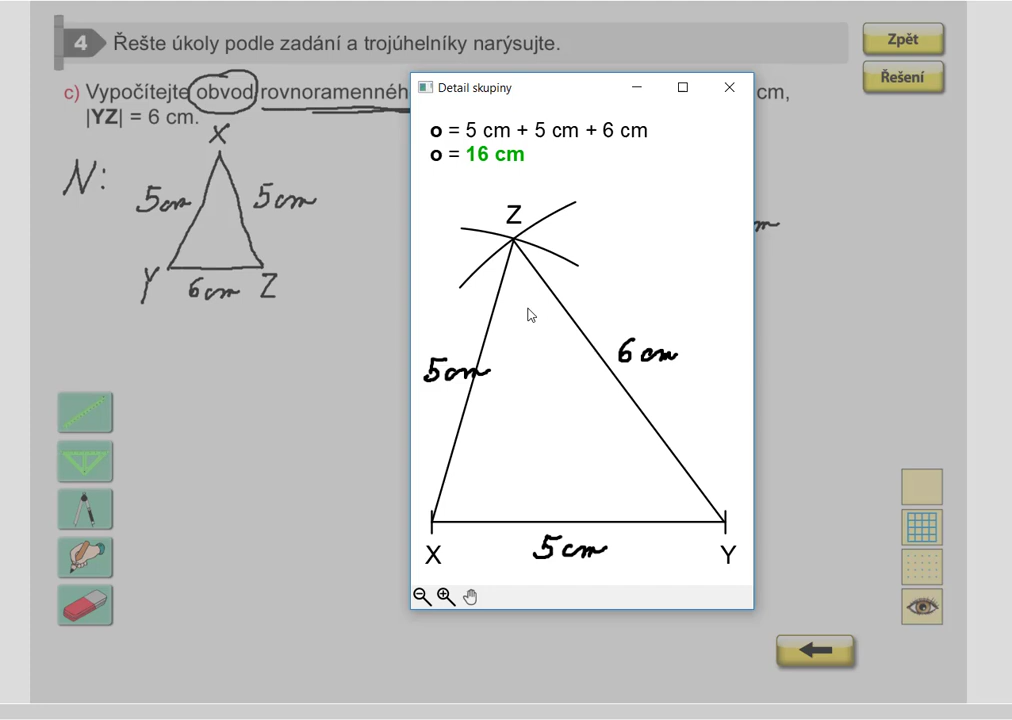 4 Řešte úkoly podle zadání a trojúhelníky narýsujte.
Zpět
Řešení
c) Vypočítejte obvod rovnoramennéh
cm,
|YZ| = 6 cm.
N:
X
5cm
5cm
Y
6cm
Z
Detail skupiny
o = 5 cm + 5 cm + 6 cm
o = 16 cm
Z
5cm
6cm
X
5cm
Y
m